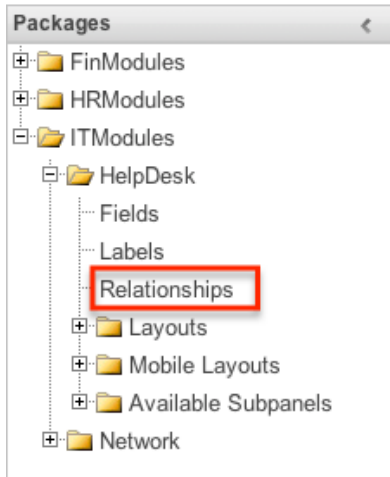 Packages
FinModules
HRModules
ITModules
HelpDesk
Fields
Labels
Relationships
Layouts
Mobile Layouts
Available Subpanels
Network